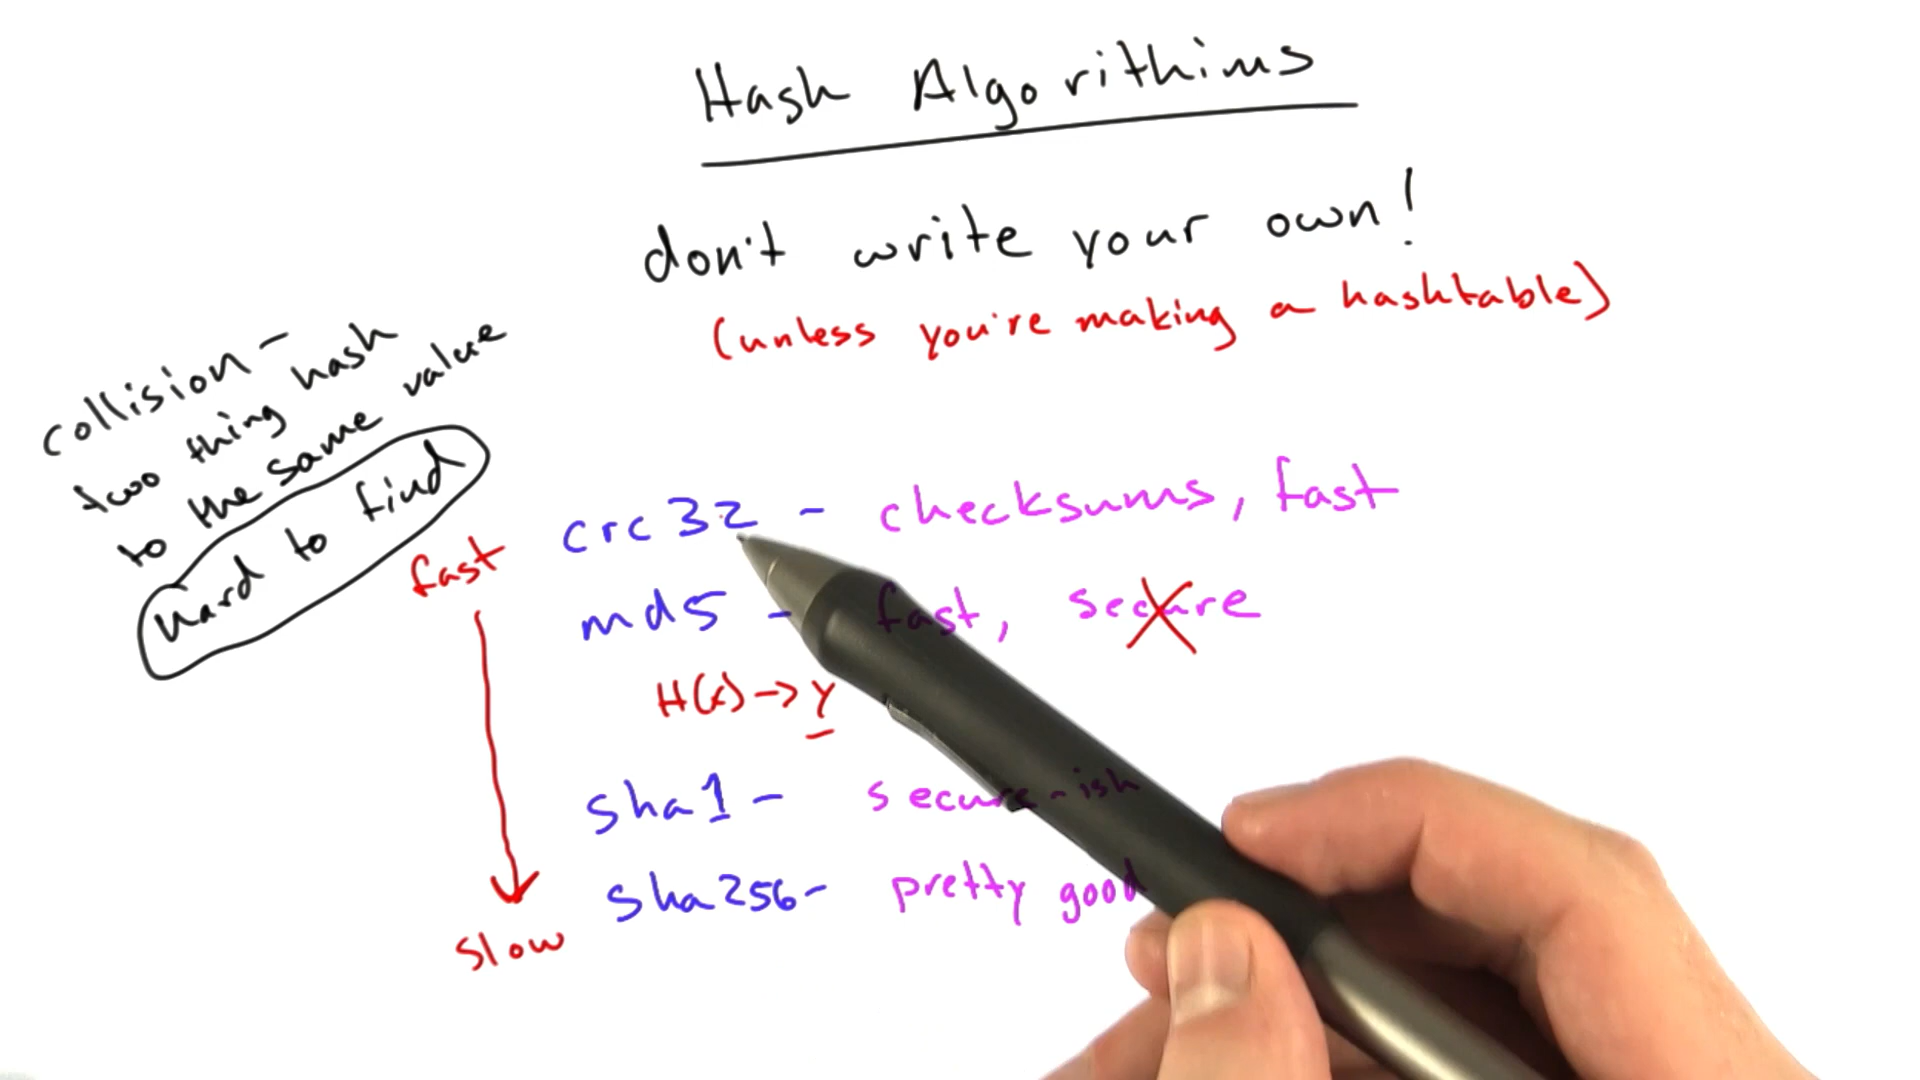 Hash Algorithims
don't write your own!
(unless you're making a hashtable)
collision -
two thing hash
to the same value
hard to find
fast
slow
crc32 - checksums, fast
md5 - fast, secure
H(x) -> y
sha1 - secure-ish
sha256 - pretty good